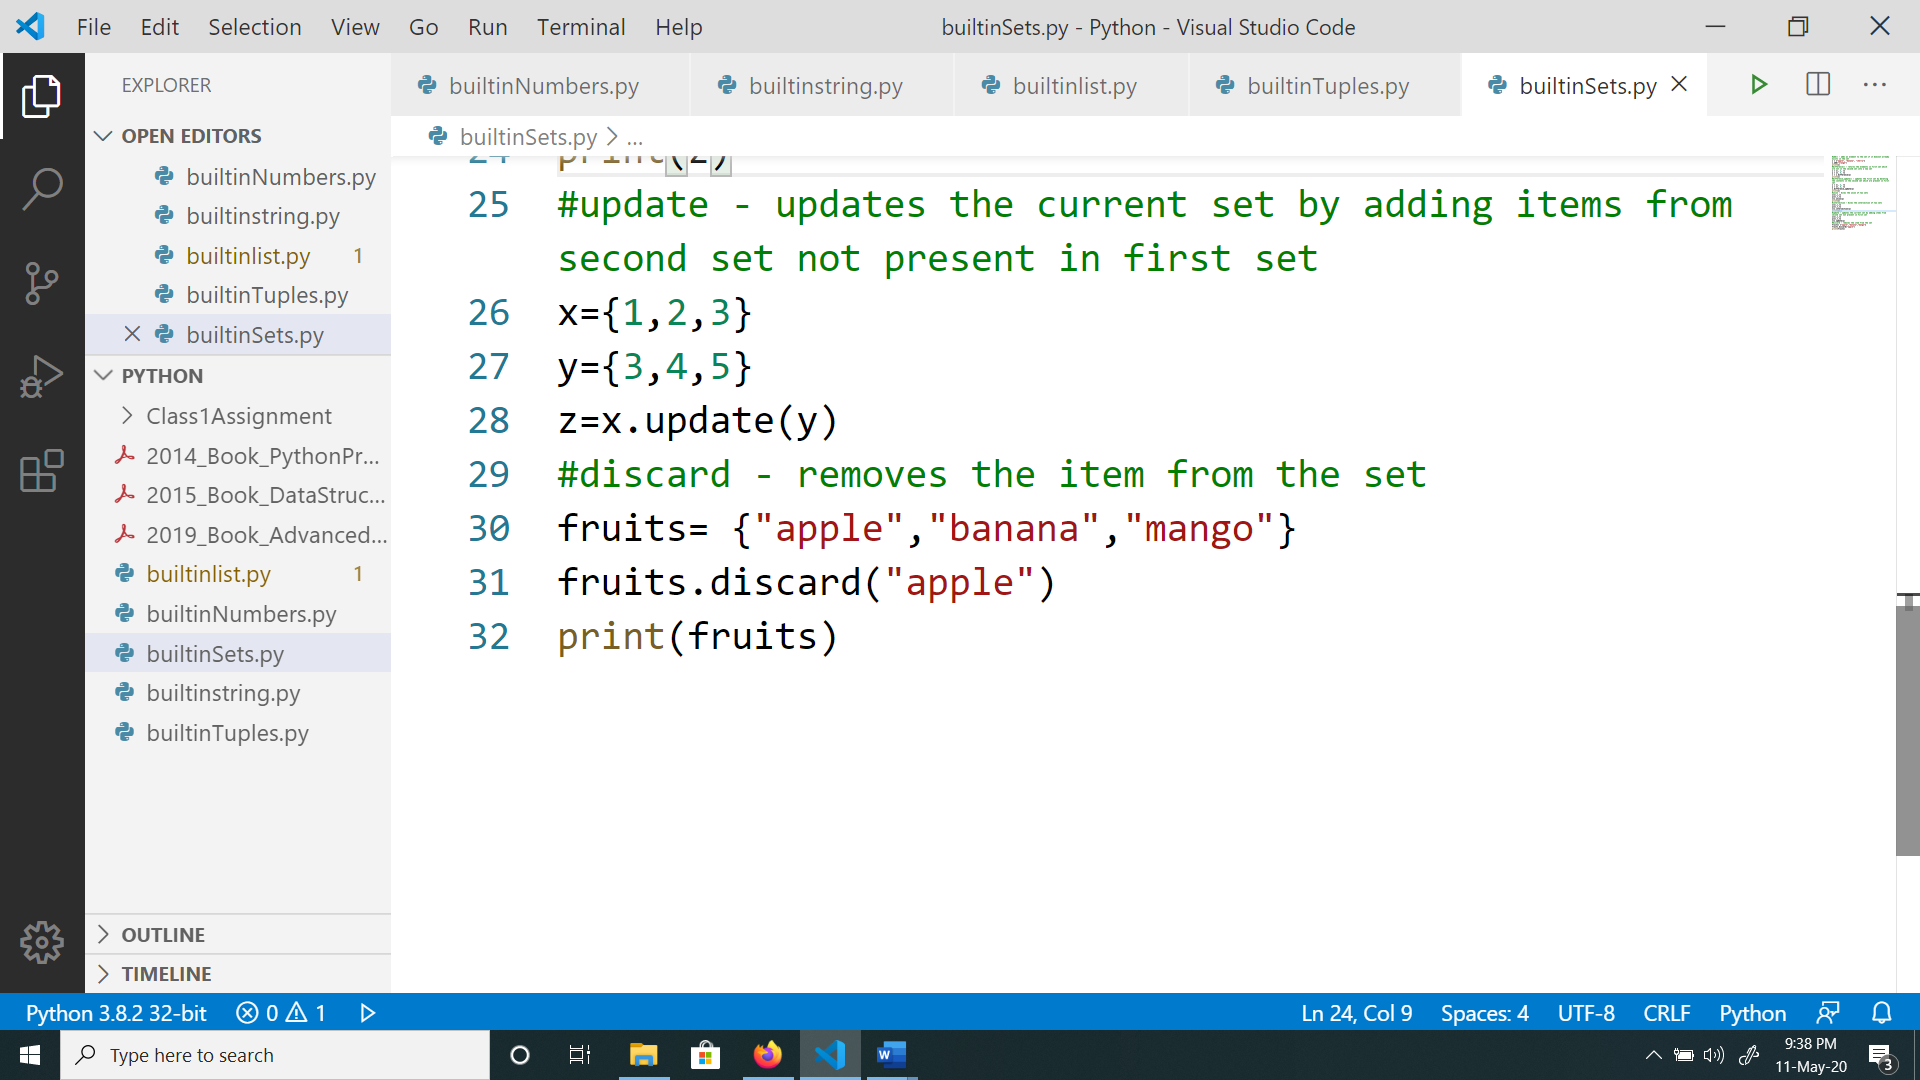 File Edit Selection View Go Run Terminal Help
builtinSets.py - Python - Visual Studio Code
EXPLORER
OPEN EDITORS
builtinNumbers.py
builtinstring.py
builtinlist.py 1
builtinTuples.py
builtinSets.py
PYTHON
Class1Assignment
2014_Book_PythonPr...
2015_Book_DataStruc...
2019_Book_Advanced...
builtinlist.py 1
builtinNumbers.py
builtinSets.py
builtinstring.py
builtinTuples.py
OUTLINE
TIMELINE
builtinNumbers.py builtinstring.py builtinlist.py builtinTuples.py builtinSets.py
builtinSets.py > ...
24 print(z)
25 #update - updates the current set by adding items from
second set not present in first set
26 x={1,2,3}
27 y={3,4,5}
28 z=x.update(y)
29 #discard - removes the item from the set
30 fruits= {"apple","banana","mango"}
31 fruits.discard("apple")
32 print(fruits)
Python 3.8.2 32-bit 0 1 Ln 24, Col 9 Spaces: 4 UTF-8 CRLF Python
Type here to search
9:38 PM
11-May-20
3